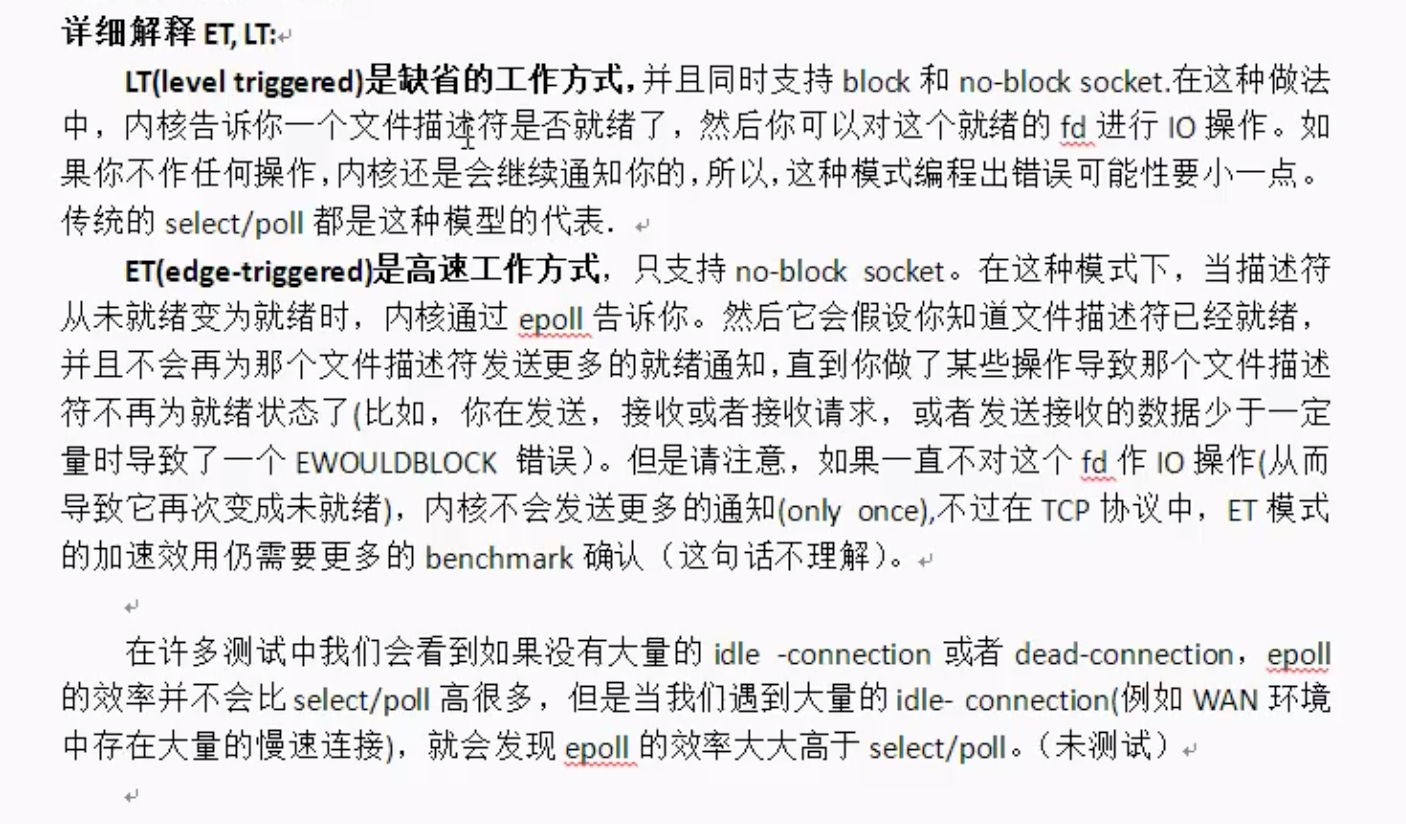 详细解释 ET, LT:
LT(level triggered)是缺省的工作方式,并且同时支持 block 和 no-block socket.在这种做法
中，内核告诉你一个文件描述符是否就绪了，然后你可以对这个就绪的 fd 进行 IO 操作。如
果你不作任何操作,内核还是会继续通知你的,所以,这种模式编程出错误可能性要小一点。
传统的 select/poll 都是这种模型的代表.
ET(edge-triggered)是高速工作方式，只支持 no-block socket。在这种模式下，当描述符
从未就绪变为就绪时，内核通过 epoll 告诉你。然后它会假设你知道文件描述符已经就绪，
并且不会再为那个文件描述符发送更多的就绪通知,直到你做了某些操作导致那个文件描述
符不再为就绪状态了(比如，你在发送，接收或者接收请求，或者发送接收的数据少于一定
量时导致了一个 EWOULDBLOCK 错误）。但是请注意，如果一直不对这个 fd 作 IO 操作(从而
导致它再次变成未就绪)，内核不会发送更多的通知(only once),不过在 TCP 协议中，ET 模式
的加速效用仍需要更多的 benchmark 确认（这句话不理解）。
在许多测试中我们会看到如果没有大量的 idle -connection 或者 dead-connection，epoll
的效率并不会比 select/poll 高很多，但是当我们遇到大量的 idle- connection(例如 WAN 环境
中存在大量的慢速连接)，就会发现 epoll 的效率大大高于 select/poll。（未测试）